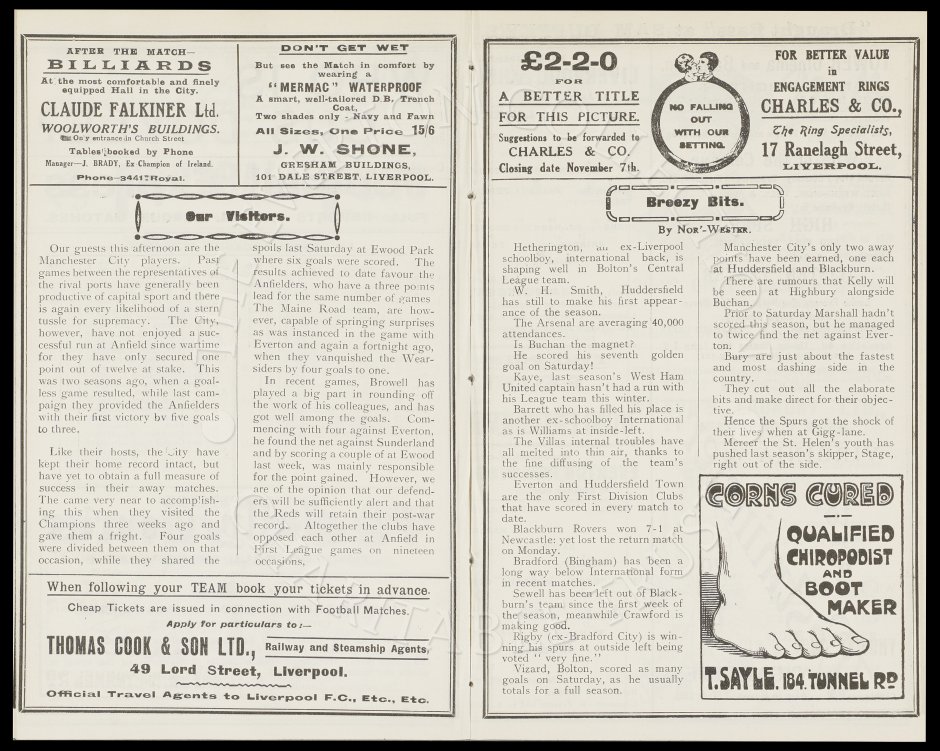 AFTER THE MATCH—
BILLIARDS
At the most comfortable and finely
equipped Hall in the City.
CLAUDE FALKINER Ltd.
WOOLWORTH'S BUILDINGS.
Only entrance in Church Street
Tables booked by Phone
Manager—J. BRADY, Ex Champion of Ireland.
Phone—3441 Royal.
DON'T GET WET
But see the Match in comfort by
wearing a
"MERMAC" WATERPROOF
A smart, well-tailored D.B. Trench
Coat.
Two shades only - Navy and Fawn
All Sizes, One Price 15/6
J. W. SHONE,
GRESHAM BUILDINGS,
101 DALE STREET, LIVERPOOL.
Our Visitors.
Our guests this afternoon are the
Manchester City players. Past
games between the representatives of
the rival ports have generally been
productive of capital sport and there
is again every likelihood of a stern
tussle for supremacy. The City,
however, have not enjoyed a suc-
cessful run at Anfield since wartime
for they have only secured one
point out of twelve at stake. This
was two seasons ago, when a goal-
less game resulted, while last cam-
paign they provided the Anfielders
with their first victory by five goals
to three.
Like their hosts, the City have
kept their home record intact, but
have yet to obtain a full measure of
success in their away matches.
The came very near to accomplish-
ing this when they visited the
Champions three weeks ago and
gave them a fright. Four goals
were divided between them on that
occasion, while they shared the
spoils last Saturday at Ewood Park
where six goals were scored. The
results achieved to date favour the
Anfielders, who have a three points
lead for the same number of games
The Maine Road team, are how-
ever, capable of springing surprises
as was instanced in the game with
Everton and again a fortnight ago,
when they vanquished the Wear-
siders by four goals to one.
In recent games, Browell has
played a big part in rounding off
the work of his colleagues, and has
got well among the goals. Com-
mencing with four against Everton,
he found the net against Sunderland
and by scoring a couple of at Ewood
last week, was mainly responsible
for the point gained. However, we
are of the opinion that our defend-
ers will be sufficiently alert and that
the Reds will retain their post-war
record. Altogether the clubs have
opposed each other at Anfield in
First League games on nineteen
occasions,
When following your TEAM book your tickets in advance.
Cheap Tickets are issued in connection with Football Matches.
Apply for particulars to:—
THOMAS COOK & SON LTD., Railway and Steamship Agents,
49 Lord Street, Liverpool.
Official Travel Agents to Liverpool F.C., Etc., Etc.
£2-2-0
FOR
A BETTER TITLE
FOR THIS PICTURE.
Suggestions to be forwarded to
CHARLES & CO.
Closing date November 7th.
NO FALLING
OUT
WITH OUR
SETTING.
FOR BETTER VALUE
in
ENGAGEMENT RINGS
CHARLES & CO.,
The Ring Specialists,
17 Ranelagh Street,
LIVERPOOL.
Breezy Bits.
By Nor'-Wester.
Hetherington, an ex-Liverpool
schoolboy, international back, is
shaping well in Bolton's Central
League team.
W. H. Smith, Huddersfield
has still to make his first appear-
ance of the season.
The Arsenal are averaging 40,000
attendances.
Is Buchan the magnet?
He scored his seventh golden
goal on Saturday!
Kaye, last season's West Ham
United captain hasn't had a run with
his League team this winter.
Barrett who has filled his place is
another ex-schoolboy International
as is Williams at inside-left.
The Villas internal troubles have
all melted into thin air, thanks to
the fine diffusing of the team's
successes.
Everton and Huddersfield Town
are the only First Division Clubs
that have scored in every match to
date.
Blackburn Rovers won 7-1 at
Newcastle: yet lost the return match
on Monday.
Bradford (Bingham) has been a
long way below International form
in recent matches.
Sewell has been left out of Black-
burn's team since the first week of
the season, meanwhile Crawford is
making good.
Rigby (ex-Bradford City) is win-
ning his spurs at outside left being
voted " very fine."
Vizard, Bolton, scored as many
goals on Saturday, as he usually
totals for a full season.
Manchester City's only two away
points have been earned, one each
at Huddersfield and Blackburn.
There are rumours that Kelly will
be seen at Highbury alongside
Buchan.
Prior to Saturday Marshall hadn't
scored this season, but he managed
to twice find the net against Ever-
ton.
Bury are just about the fastest
and most dashing side in the
country.
They cut out all the elaborate
bits and make direct for their objec-
tive.
Hence the Spurs got the shock of
their lives when at Gigg-lane.
Mercer the St. Helen's youth has
pushed last season's skipper, Stage,
right out of the side.
CORNS CURED
QUALIFIED
CHIROPODIST
AND
BOOT
MAKER
T. SAYLE. 184. TUNNEL RD